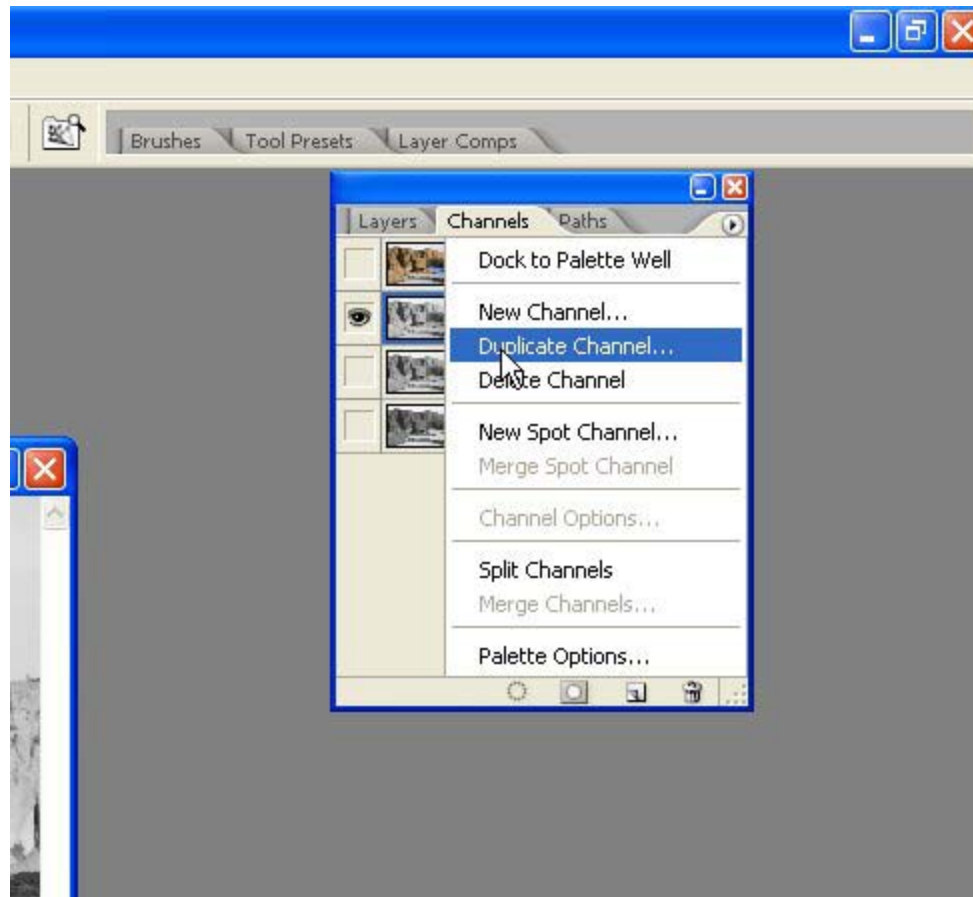 Brushes Tool Presets Layer Comps
Layers Channels Paths
Dock to Palette Well
New Channel...
Duplicate Channel...
Delete Channel
New Spot Channel...
Merge Spot Channel
Channel Options...
Split Channels
Merge Channels...
Palette Options...